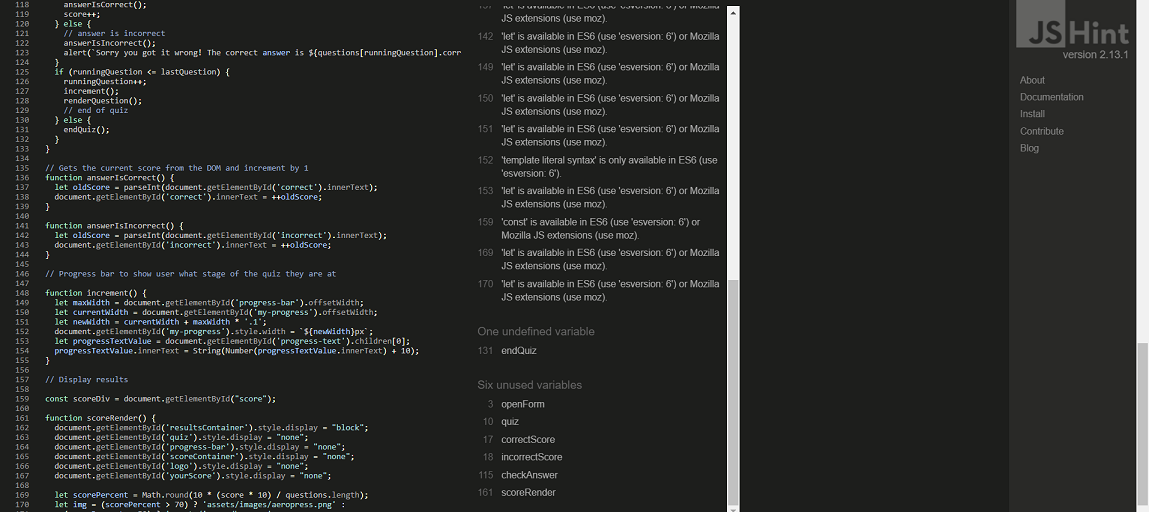 118 answerIsCorrect();
119 score++;
120 } else {
121 // answer is incorrect
122 answerIsIncorrect();
123 alert(`Sorry you got it wrong! The correct answer is ${questions[runningQuestion].corr
124 }
125 if (runningQuestion <= lastQuestion) {
126 runningQuestion++;
127 increment();
128 renderQuestion();
129 // end of quiz
130 } else {
131 endQuiz();
132 }
133 }
134
135 // Gets the current score from the DOM and increment by 1
136 function answerIsCorrect() {
137 let oldScore = parseInt(document.getElementById('correct').innerText);
138 document.getElementById('correct').innerText = ++oldScore;
139 }
140
141 function answerIsIncorrect() {
142 let oldScore = parseInt(document.getElementById('incorrect').innerText);
143 document.getElementById('incorrect').innerText = ++oldScore;
144 }
145
146 // Progress bar to show user what stage of the quiz they are at
147
148 function increment() {
149 let maxWidth = document.getElementById('progress-bar').offsetWidth;
150 let currentWidth = document.getElementById('my-progress').offsetWidth;
151 let newWidth = currentWidth + maxWidth * '.1';
152 document.getElementById('my-progress').style.width = `${newWidth}px`;
153 let progressTextValue = document.getElementById('progress-text').children[0];
154 progressTextValue.innerText = String(Number(progressTextValue.innerText) + 10);
155 }
156
157 // Display results
158
159 const scoreDiv = document.getElementById("score");
160
161 function scoreRender() {
162 document.getElementById('resultsContainer').style.display = "block";
163 document.getElementById('quiz').style.display = "none";
164 document.getElementById('progress-bar').style.display = "none";
165 document.getElementById('scoreContainer').style.display = "none";
166 document.getElementById('logo').style.display = "none";
167 document.getElementById('yourScore').style.display = "none";
168
169 let scorePercent = Math.round(10 * (score * 10) / questions.length);
170 let img = (scorePercent > 70) ? 'assets/images/aeropress.png' :
JS extensions (use moz).
142 'let' is available in ES6 (use 'esversion: 6') or Mozilla
JS extensions (use moz).
149 'let' is available in ES6 (use 'esversion: 6') or Mozilla
JS extensions (use moz).
150 'let' is available in ES6 (use 'esversion: 6') or Mozilla
JS extensions (use moz).
151 'let' is available in ES6 (use 'esversion: 6') or Mozilla
JS extensions (use moz).
152 'template literal syntax' is only available in ES6 (use
'esversion: 6').
153 'let' is available in ES6 (use 'esversion: 6') or Mozilla
JS extensions (use moz).
159 'const' is available in ES6 (use 'esversion: 6') or
Mozilla JS extensions (use moz).
169 'let' is available in ES6 (use 'esversion: 6') or Mozilla
JS extensions (use moz).
170 'let' is available in ES6 (use 'esversion: 6') or Mozilla
JS extensions (use moz).
One undefined variable
131 endQuiz
Six unused variables
3 openForm
10 quiz
17 correctScore
18 incorrectScore
115 checkAnswer
161 scoreRender
JSHint
version 2.13.1
About
Documentation
Install
Contribute
Blog